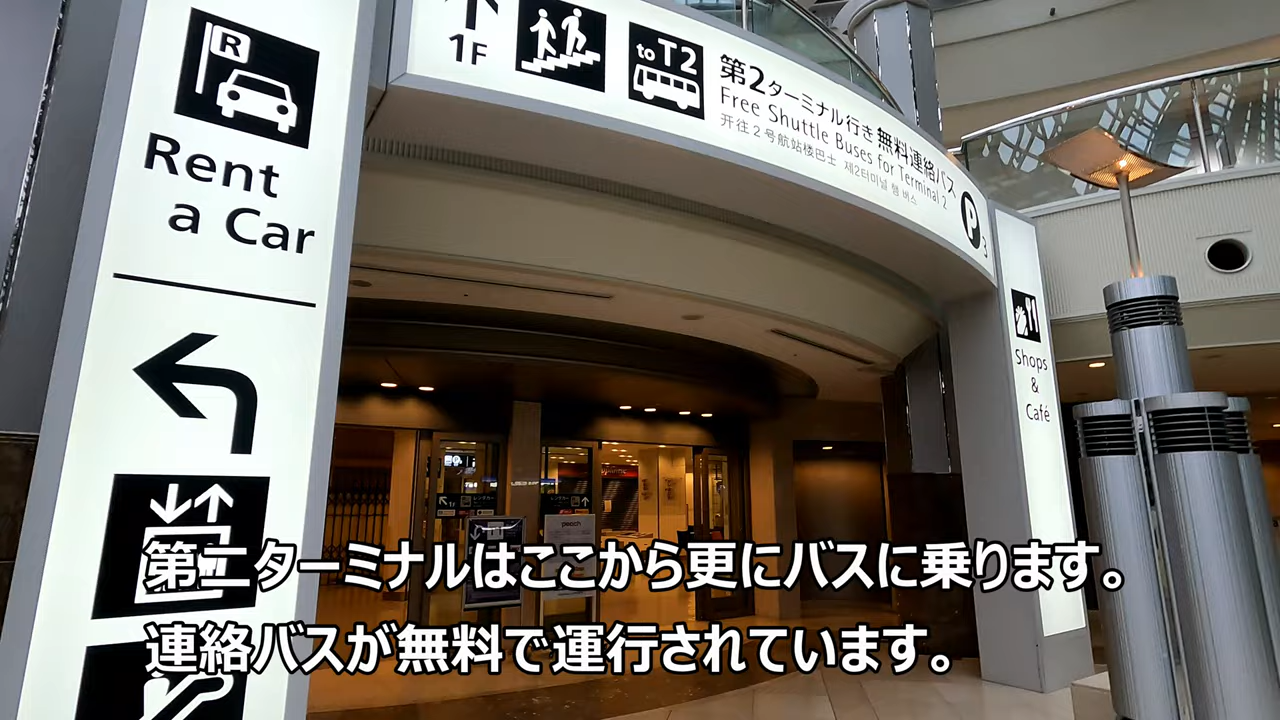 R
Rent
a Car
1F
to T2
第2ターミナル行き 無料連絡バス
Free Shuttle Buses for Terminal 2
开往2号航站楼巴士 제2터미널 행 버스
P 3
Shops
&
Café
peach
第二ターミナルはここから更にバスに乗ります。
連絡バスが無料で運行されています。